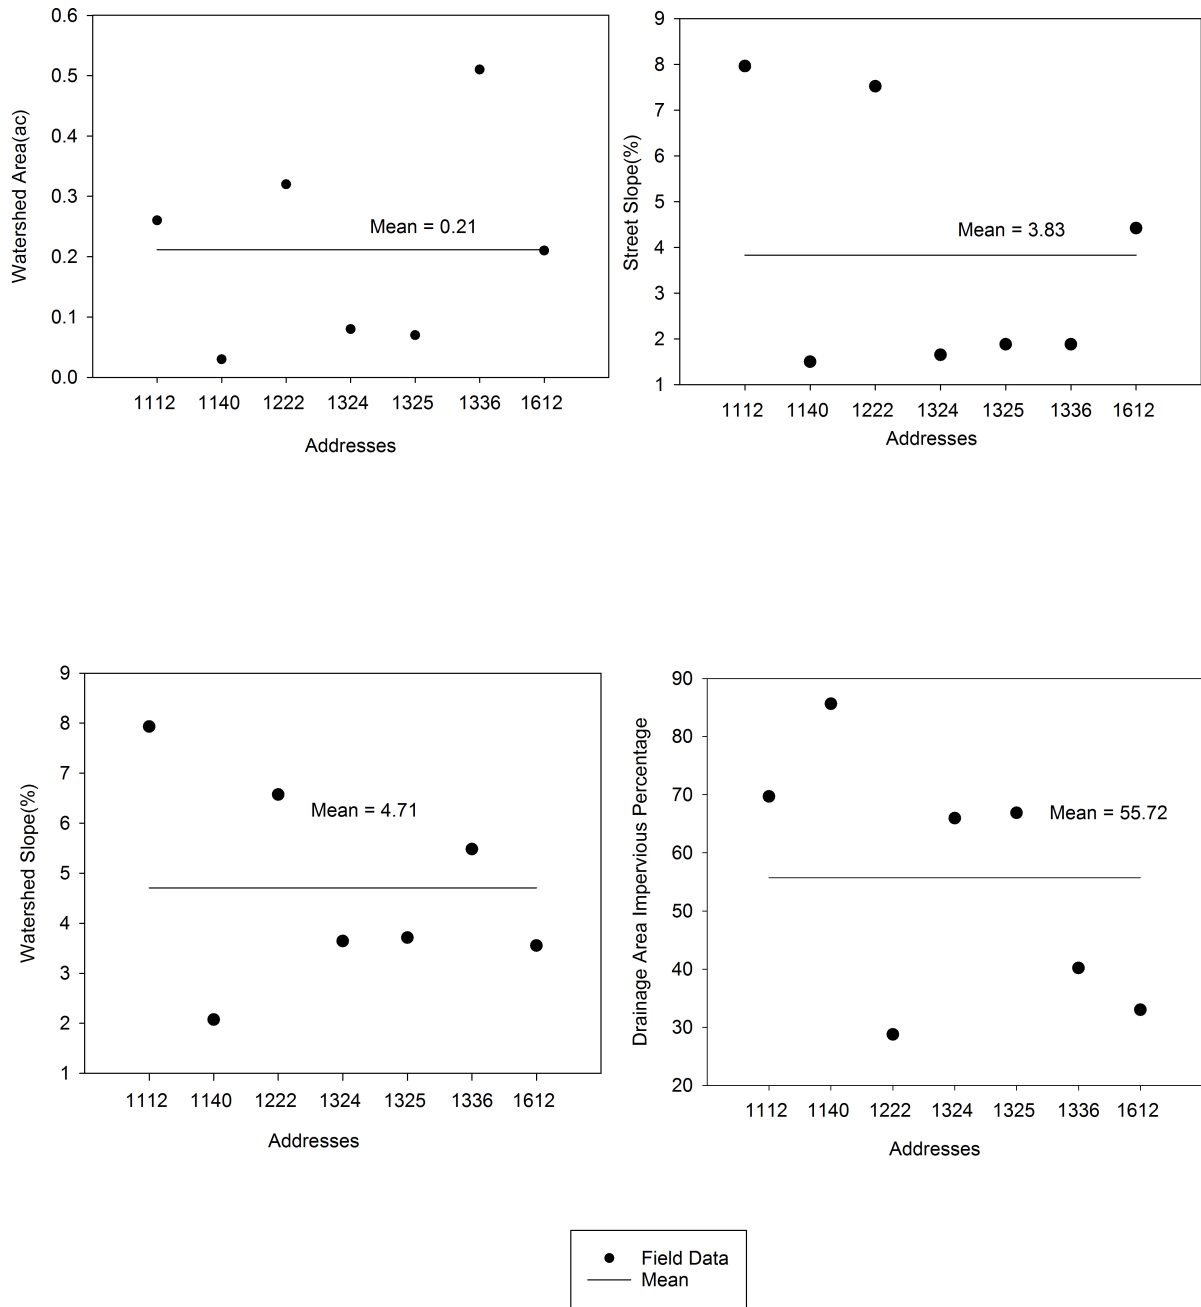 0.6
0.5
0.4
0.3
0.2
0.1
0.0
Watershed Area(ac)
Mean = 0.21
1112 1140 1222 1324 1325 1336 1612
Addresses
9
8
7
6
5
4
3
2
1
Street Slope(%)
Mean = 3.83
1112 1140 1222 1324 1325 1336 1612
Addresses
9
8
7
6
5
4
3
2
1
Watershed Slope(%)
Mean = 4.71
1112 1140 1222 1324 1325 1336 1612
Addresses
90
80
70
60
50
40
30
20
Drainage Area Impervious Percentage
Mean = 55.72
1112 1140 1222 1324 1325 1336 1612
Addresses
Field Data
Mean